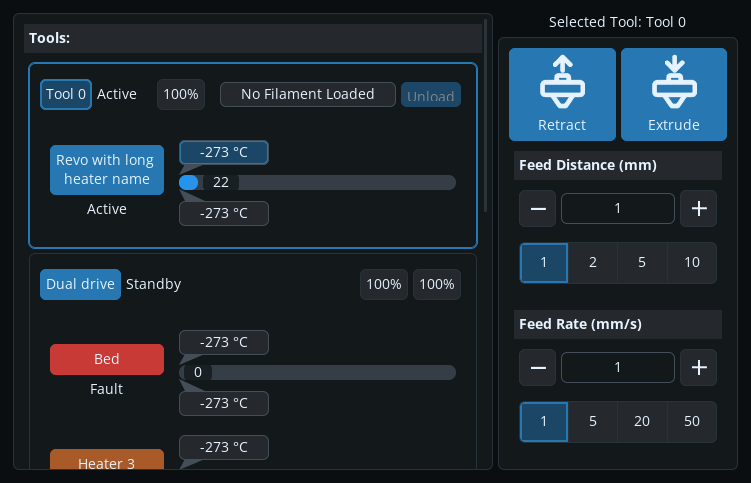 Tools:
Tool 0 Active 100% No Filament Loaded Unload
Revo with long
heater name
Active
-273 °C
22
-273 °C
Dual drive Standby 100% 100%
Bed
Fault
-273 °C
0
-273 °C
Heater 3
-273 °C
Selected Tool: Tool 0
Retract Extrude
Feed Distance (mm)
1
1 2 5 10
Feed Rate (mm/s)
1
1 5 20 50